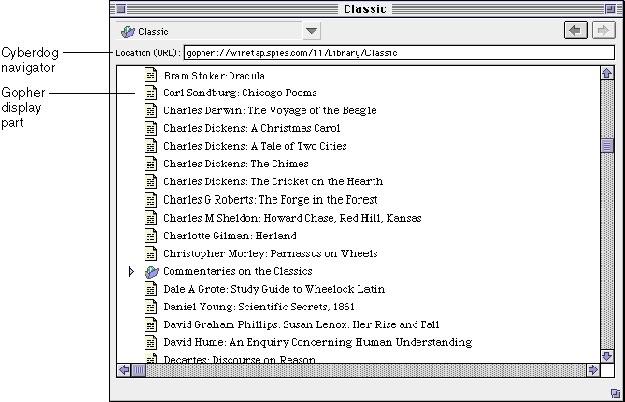 Classic
Classic
Location (URL): gopher://wiretap.spies.com/11/Library/Classic
Cyberdog
navigator
Gopher
display
part
Bram Stoker: Dracula
Carl Sandburg: Chicago Poems
Charles Darwin: The Voyage of the Beagle
Charles Dickens: A Christmas Carol
Charles Dickens: A Tale of Two Cities
Charles Dickens: The Chimes
Charles Dickens: The Cricket on the Hearth
Charles G Roberts: The Forge in the Forest
Charles M Sheldon: Howard Chase, Red Hill, Kansas
Charlotte Gilman: Herland
Christopher Morley: Parnassus on Wheels
Commentaries on the Classics
Dale A Grote: Study Guide to Wheelock Latin
Daniel Young: Scientific Secrets, 1861
David Graham Phillips: Susan Lenox: Her Rise and Fall
David Hume: An Enquiry Concerning Human Understanding
Decartes: Discourse on Reason